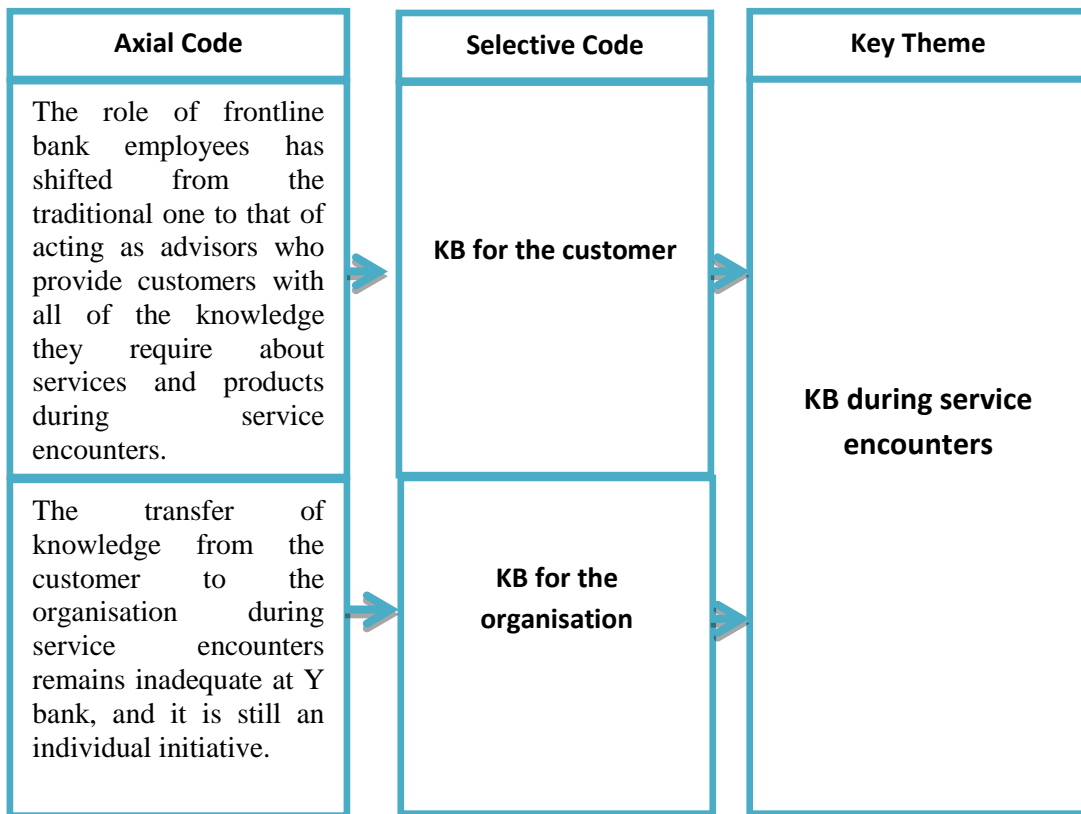 Axial Code
Selective Code
Key Theme
The role of frontline
bank employees has
shifted from the
traditional one to that of
acting as advisors who
provide customers with
all of the knowledge
they require about
services and products
during service
encounters.
KB for the customer
KB during service
encounters
The transfer of
knowledge from the
customer to the
organisation during
service encounters
remains inadequate at Y
bank, and it is still an
individual initiative.
KB for the
organisation